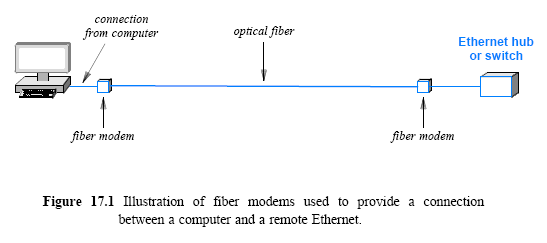 connection
from computer
optical fiber
Ethernet hub
or switch
fiber modem
fiber modem
Figure 17.1 Illustration of fiber modems used to provide a connection
between a computer and a remote Ethernet.